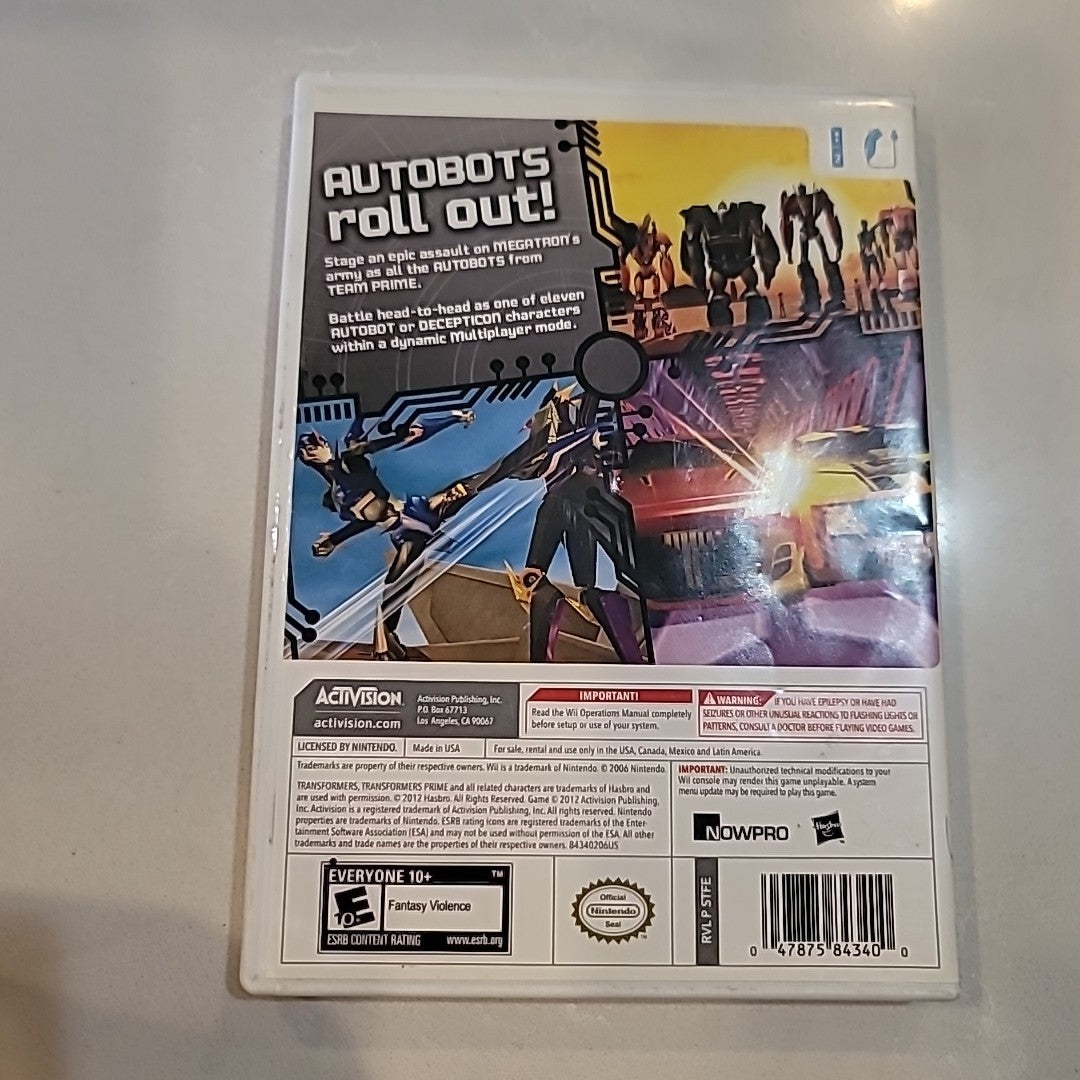 AUTOBOTS
roll out!
Stage an epic assault on MEGATRON's
army as all the AUTOBOTS from
TEAM PRIME.
Battle head-to-head as one of eleven
AUTOBOT or DECEPTICON characters
within a dynamic Multiplayer mode.
ACTIVISION
activision.com
Activision Publishing, Inc.
P.O. Box 67713
Los Angeles, CA 90067
IMPORTANT!
Read the Wii Operations Manual completely
before setup or use of your system.
WARNING: IF YOU HAVE EPILEPSY OR HAVE HAD
SEIZURES OR OTHER UNUSUAL REACTIONS TO FLASHING LIGHTS OR
PATTERNS, CONSULT A DOCTOR BEFORE PLAYING VIDEO GAMES.
LICENSED BY NINTENDO.
Made in USA
For sale, rental and use only in the USA, Canada, Mexico and Latin America.
Trademarks are property of their respective owners. Wii is a trademark of Nintendo. © 2006 Nintendo.
TRANSFORMERS, TRANSFORMERS PRIME and all related characters are trademarks of Hasbro and
are used with permission. © 2012 Hasbro. All Rights Reserved. Game © 2012 Activision Publishing,
Inc. Activision is a registered trademark of Activision Publishing, Inc. All rights reserved. Nintendo
properties are trademarks of Nintendo. ESRB rating icons are registered trademarks of the Enter-
tainment Software Association (ESA) and may not be used without permission of the ESA. All other
trademarks and trade names are the properties of their respective owners. 84340206US
IMPORTANT: Unauthorized technical modifications to your
Wii console may render this game unplayable. A system
menu update may be required to play this game.
NOWPRO
Hasbro
EVERYONE 10+ ™
E 10+
Fantasy Violence
ESRB CONTENT RATING www.esrb.org
Official
Nintendo
Seal
RVL P STFE
0 47875 84340 0